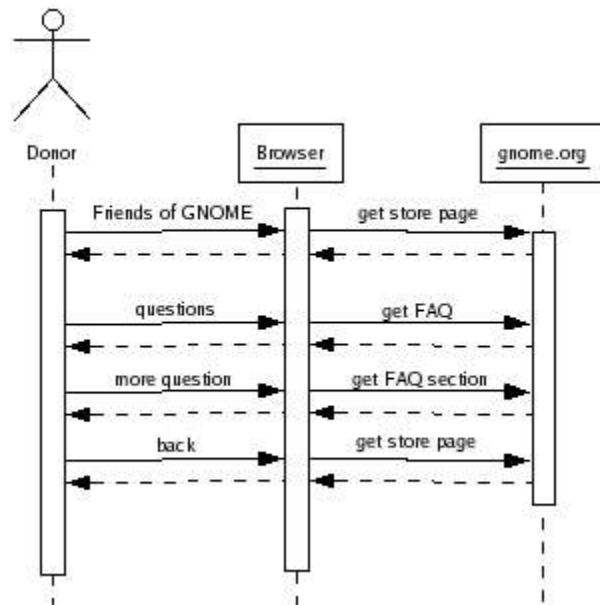 Donor
Browser
gnome.org
Friends of GNOME
get store page
questions
get FAQ
more question
get FAQ section
back
get store page